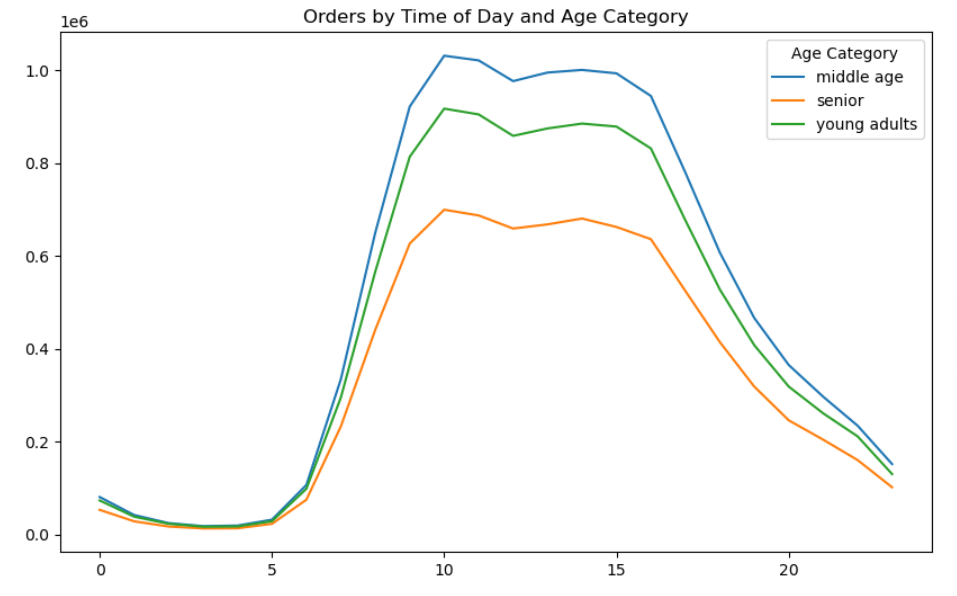 Orders by Time of Day and Age Category
1e6
Age Category
middle age
senior
young adults
1.0
0.8
0.6
0.4
0.2
0.0
0 5 10 15 20